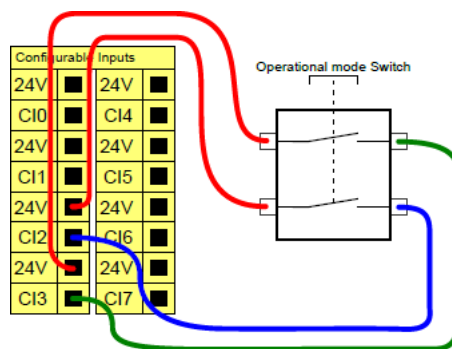 Configurable Inputs
Operational mode Switch
24V 24V
CI0 CI4
24V 24V
CI1 CI5
24V 24V
CI2 CI6
24V 24V
CI3 CI7